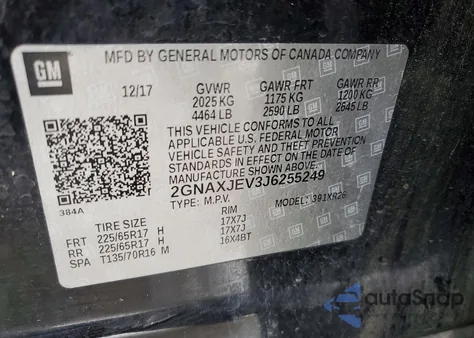 GM
MFD BY GENERAL MOTORS OF CANADA COMPANY
12/17 GVWR GAWR FRT GAWR RR
2025 KG 1175 KG 1200 KG
4464 LB 2590 LB 2645 LB
THIS VEHICLE CONFORMS TO ALL
APPLICABLE U.S. FEDERAL MOTOR
VEHICLE SAFETY AND THEFT PREVENTION
STANDARDS IN EFFECT ON THE DATE OF
MANUFACTURE SHOWN ABOVE.
2GNAXJEV3J6255249
384A TYPE: M.P.V. MODEL:
TIRE SIZE RIM
FRT 225/65R17 H 17X7J
RR 225/65R17 H 17X7J
SPA T135/70R16 M 16X4BT
autoSnap